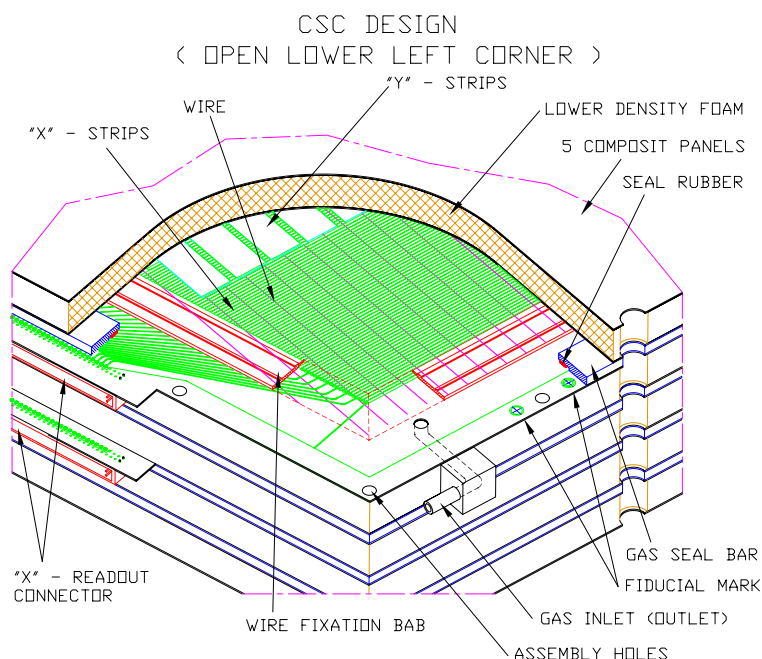 CSC DESIGN
( OPEN LOWER LEFT CORNER )
"Y" - STRIPS
WIRE
LOWER DENSITY FOAM
"X" - STRIPS
5 COMPOSIT PANELS
SEAL RUBBER
GAS SEAL BAR
"X" - READOUT
CONNECTOR
FIDUCIAL MARK
GAS INLET (OUTLET)
WIRE FIXATION BAB
ASSEMBLY HOLES